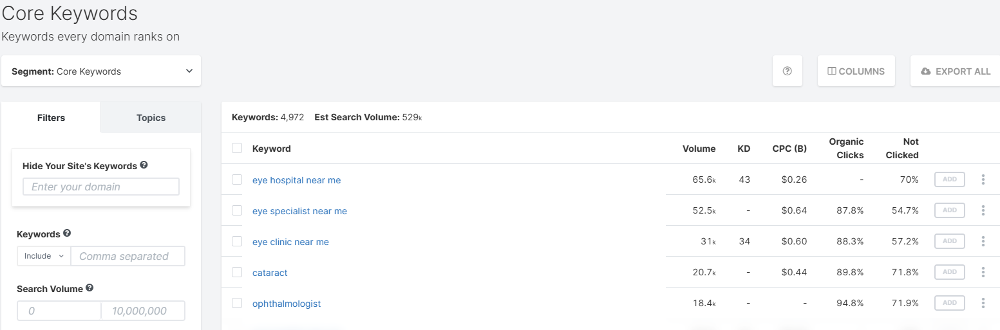 Core Keywords
Keywords every domain ranks on
Segment: Core Keywords
COLUMNS
EXPORT ALL
Filters
Topics
Hide Your Site's Keywords
Enter your domain
Keywords
Include
Comma separated
Search Volume
0
10,000,000
Keywords: 4,972 Est Search Volume: 529k
Keyword Volume KD CPC (B) Organic Clicks Not Clicked
eye hospital near me 65.6k 43 $0.26 - 70% ADD
eye specialist near me 52.5k - $0.64 87.8% 54.7% ADD
eye clinic near me 31k 34 $0.60 88.3% 57.2% ADD
cataract 20.7k - $0.44 89.8% 71.8% ADD
ophthalmologist 18.4k - - 94.8% 71.9% ADD